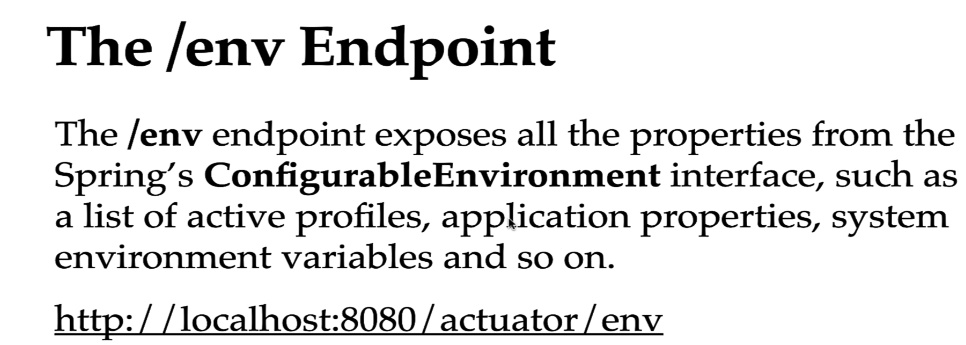 The /env Endpoint
The /env endpoint exposes all the properties from the
Spring’s ConfigurableEnvironment interface, such as
a list of active profiles, application properties, system
environment variables and so on.
http://localhost:8080/actuator/env